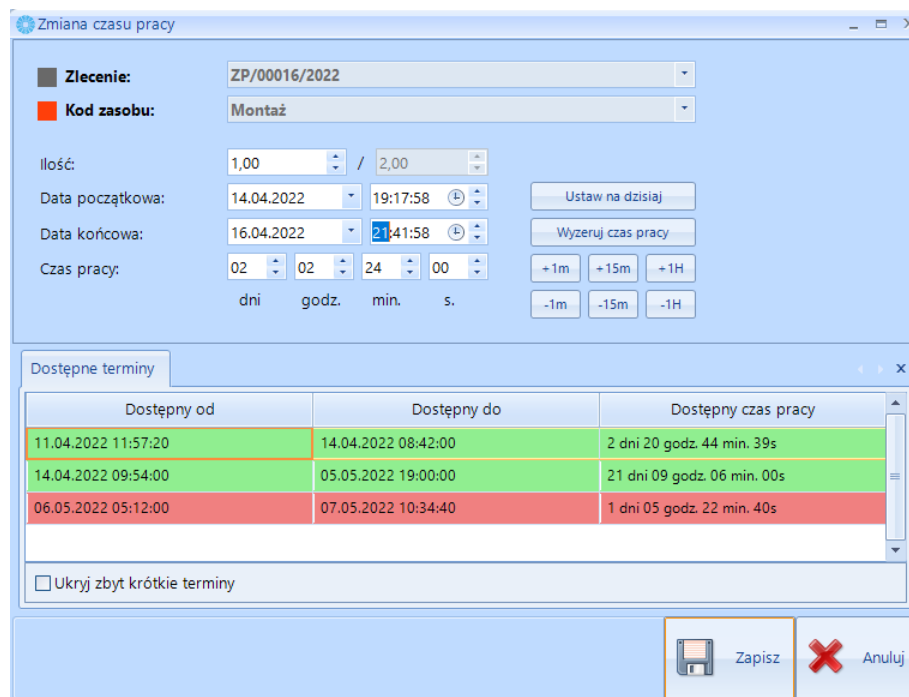 Zmiana czasu pracy
Zlecenie: ZP/00016/2022
Kod zasobu: Montaż
Ilość: 1,00 / 2,00
Data początkowa: 14.04.2022 19:17:58 Ustaw na dzisiaj
Data końcowa: 16.04.2022 21:41:58 Wyzeruj czas pracy
Czas pracy: 02 02 24 00 +1m +15m +1H
dni godz. min. s. -1m -15m -1H
Dostępne terminy
Dostępny od Dostępny do Dostępny czas pracy
11.04.2022 11:57:20 14.04.2022 08:42:00 2 dni 20 godz. 44 min. 39s
14.04.2022 09:54:00 05.05.2022 19:00:00 21 dni 09 godz. 06 min. 00s
06.05.2022 05:12:00 07.05.2022 10:34:40 1 dni 05 godz. 22 min. 40s
Ukryj zbyt krótkie terminy
Zapisz Anuluj